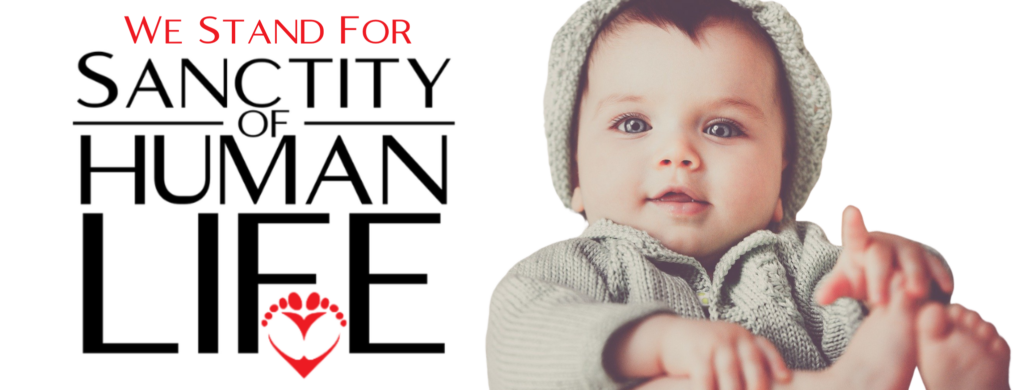 WE STAND FOR
SANCTITY
OF
HUMAN
LIFE